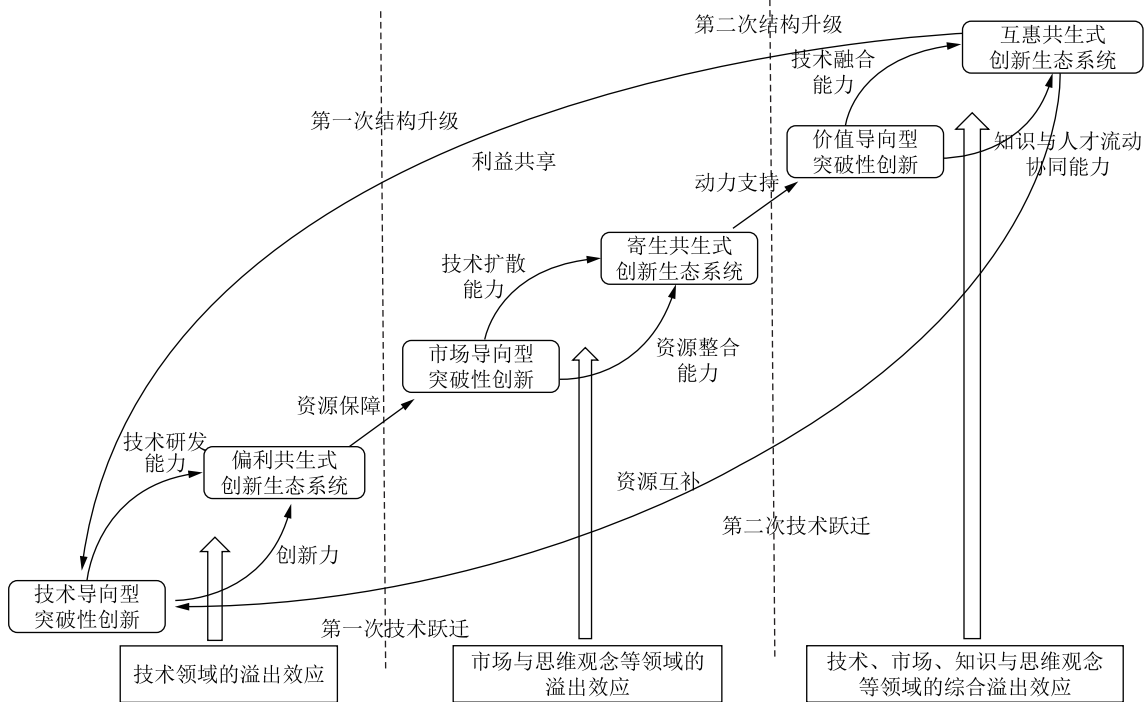 第二次结构升级
互惠共生式
创新生态系统
技术融合
能力
第一次结构升级
价值导向型
突破性创新
知识与人才流动
协同能力
利益共享
动力支持
寄生共生式
创新生态系统
技术扩散
能力
市场导向型
突破性创新
资源整合
能力
资源保障
技术研发
能力
偏利共生式
创新生态系统
资源互补
第二次技术跃迁
创新力
技术导向型
突破性创新
第一次技术跃迁
技术领域的溢出效应
市场与思维观念等领域的
溢出效应
技术、市场、知识与思维观念
等领域的综合溢出效应